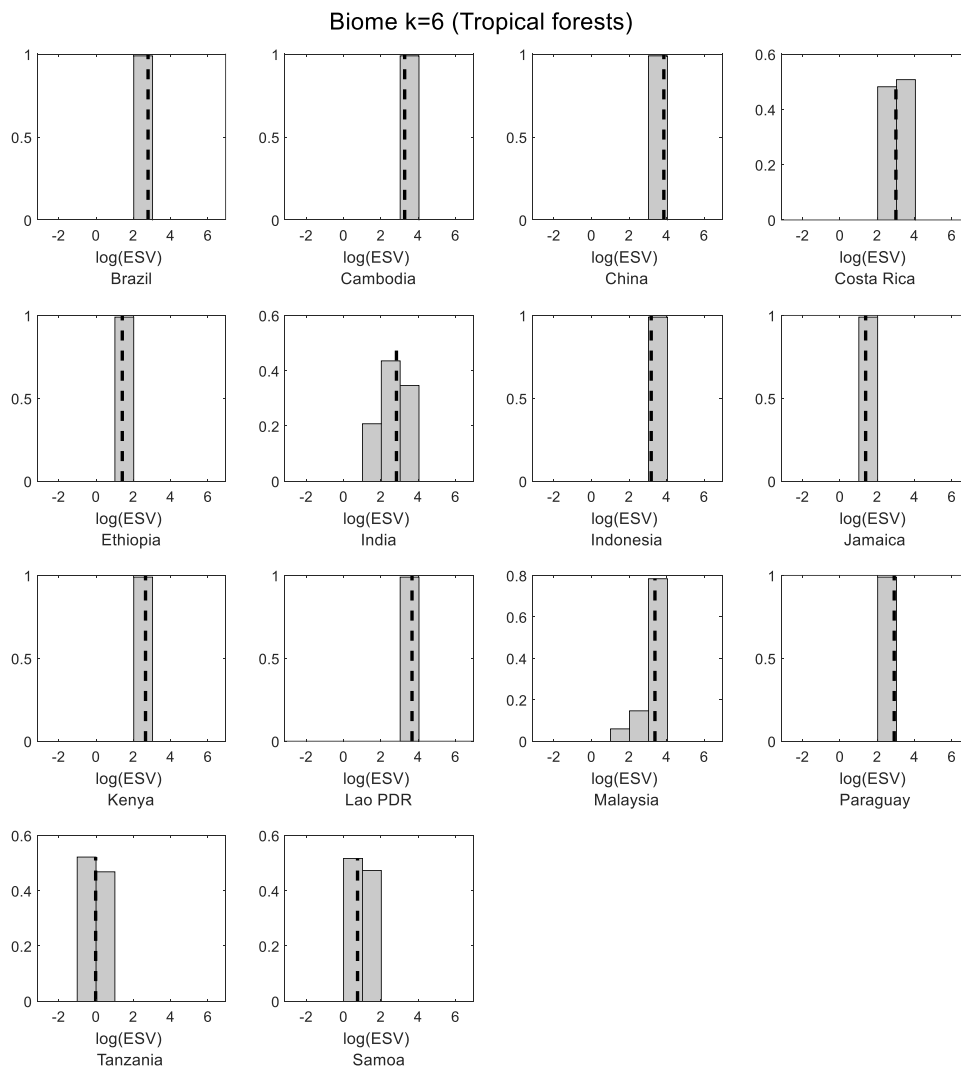 Biome k=6 (Tropical forests)
1
0.5
0
-2 0 2 4 6
log(ESV)
Brazil
1
0.5
0
-2 0 2 4 6
log(ESV)
Cambodia
1
0.5
0
-2 0 2 4 6
log(ESV)
China
0.6
0.4
0.2
0
-2 0 2 4 6
log(ESV)
Costa Rica
1
0.5
0
-2 0 2 4 6
log(ESV)
Ethiopia
0.6
0.4
0.2
0
-2 0 2 4 6
log(ESV)
India
1
0.5
0
-2 0 2 4 6
log(ESV)
Indonesia
1
0.5
0
-2 0 2 4 6
log(ESV)
Jamaica
1
0.5
0
-2 0 2 4 6
log(ESV)
Kenya
1
0.5
0
-2 0 2 4 6
log(ESV)
Lao PDR
0.8
0.6
0.4
0.2
0
-2 0 2 4 6
log(ESV)
Malaysia
1
0.5
0
-2 0 2 4 6
log(ESV)
Paraguay
0.6
0.4
0.2
0
-2 0 2 4 6
log(ESV)
Tanzania
0.6
0.4
0.2
0
-2 0 2 4 6
log(ESV)
Samoa